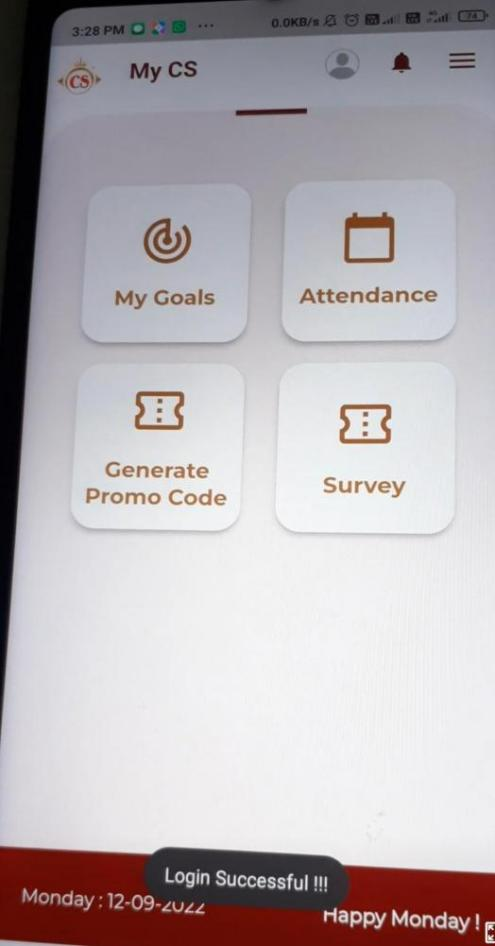 3:28 PM ... 0.0KB/s 74
CS My CS
My Goals
Attendance
Generate
Promo Code
Survey
Login Successful !!!
Monday : 12-09-2022
Happy Monday !